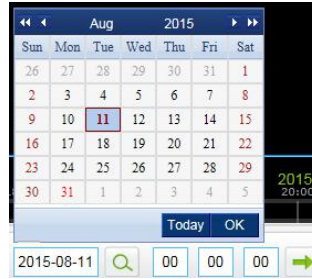 Aug 2015
Sun Mon Tue Wed Thu Fri Sat
26 27 28 29 30 31 1
2 3 4 5 6 7 8
9 10 11 12 13 14 15
16 17 18 19 20 21 22
23 24 25 26 27 28 29
30 31 1 2 3 4 5
2015
20:00
Today OK
2015-08-11 00 00 00